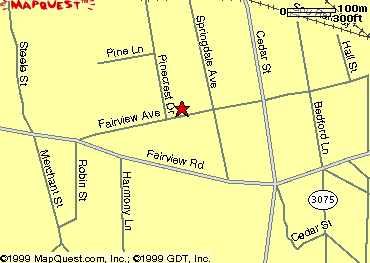 MAPQUEST™
0
100m
300ft
Steele St
Pine Ln
Pinecrest Dr
Springdale Ave
Cedar St
Hall St
Fairview Ave
Bedford Ln
Fairview Rd
Merchant St
Robin St
Harmony Ln
3075
Cedar St
©1999 MapQuest.com, Inc.; ©1999 GDT, Inc.